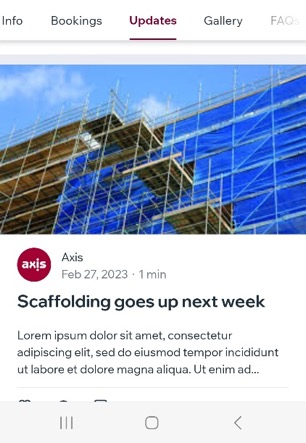 Info Bookings Updates Gallery FAQs
axis
Axis
Feb 27, 2023 · 1 min
Scaffolding goes up next week
Lorem ipsum dolor sit amet, consectetur
adipiscing elit, sed do eiusmod tempor incididunt
ut labore et dolore magna aliqua. Ut enim ad...